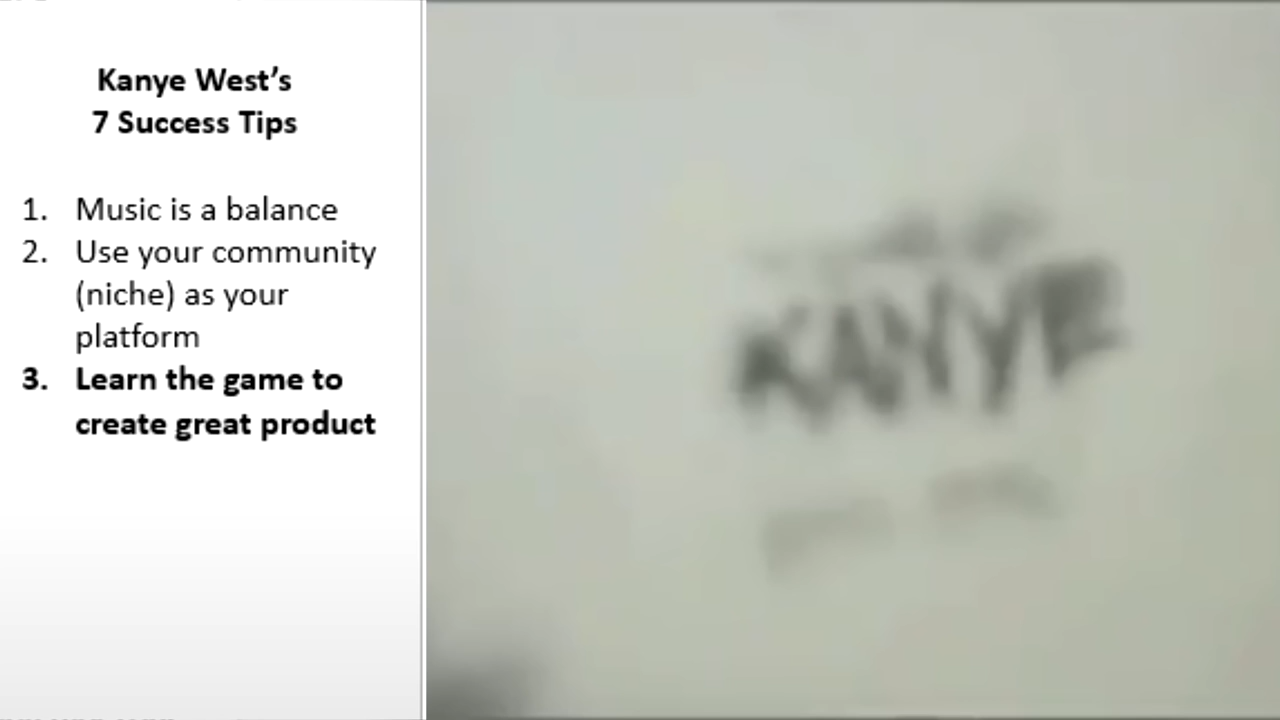 Kanye West’s
7 Success Tips
1. Music is a balance
2. Use your community
(niche) as your
platform
3. Learn the game to
create great product
KANYE